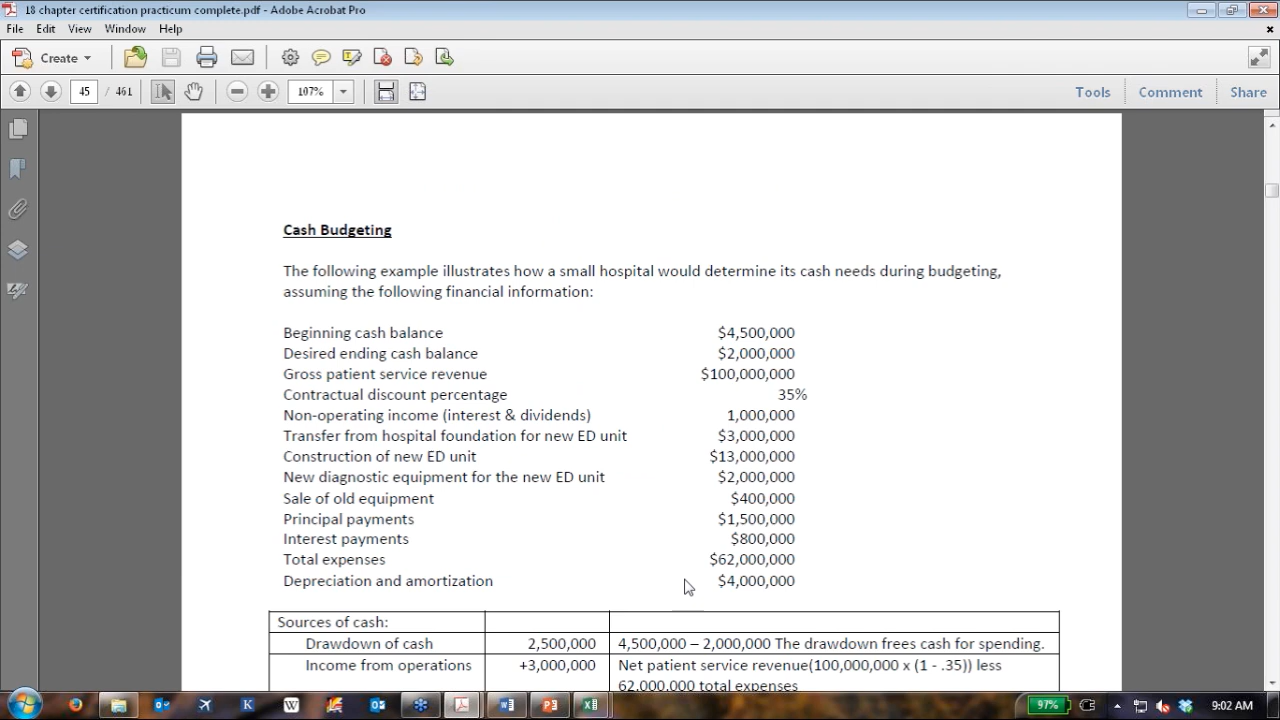 18 chapter certification practicum complete.pdf - Adobe Acrobat Pro
File Edit View Window Help
Create
45 / 461 107% Tools Comment Share
Cash Budgeting
The following example illustrates how a small hospital would determine its cash needs during budgeting,
assuming the following financial information:
Beginning cash balance $4,500,000
Desired ending cash balance $2,000,000
Gross patient service revenue $100,000,000
Contractual discount percentage 35%
Non-operating income (interest & dividends) 1,000,000
Transfer from hospital foundation for new ED unit $3,000,000
Construction of new ED unit $13,000,000
New diagnostic equipment for the new ED unit $2,000,000
Sale of old equipment $400,000
Principal payments $1,500,000
Interest payments $800,000
Total expenses $62,000,000
Depreciation and amortization $4,000,000
Sources of cash:
Drawdown of cash 2,500,000 4,500,000 – 2,000,000 The drawdown frees cash for spending.
Income from operations +3,000,000 Net patient service revenue(100,000,000 x (1 - .35)) less
62,000,000 total expenses
97% 9:02 AM